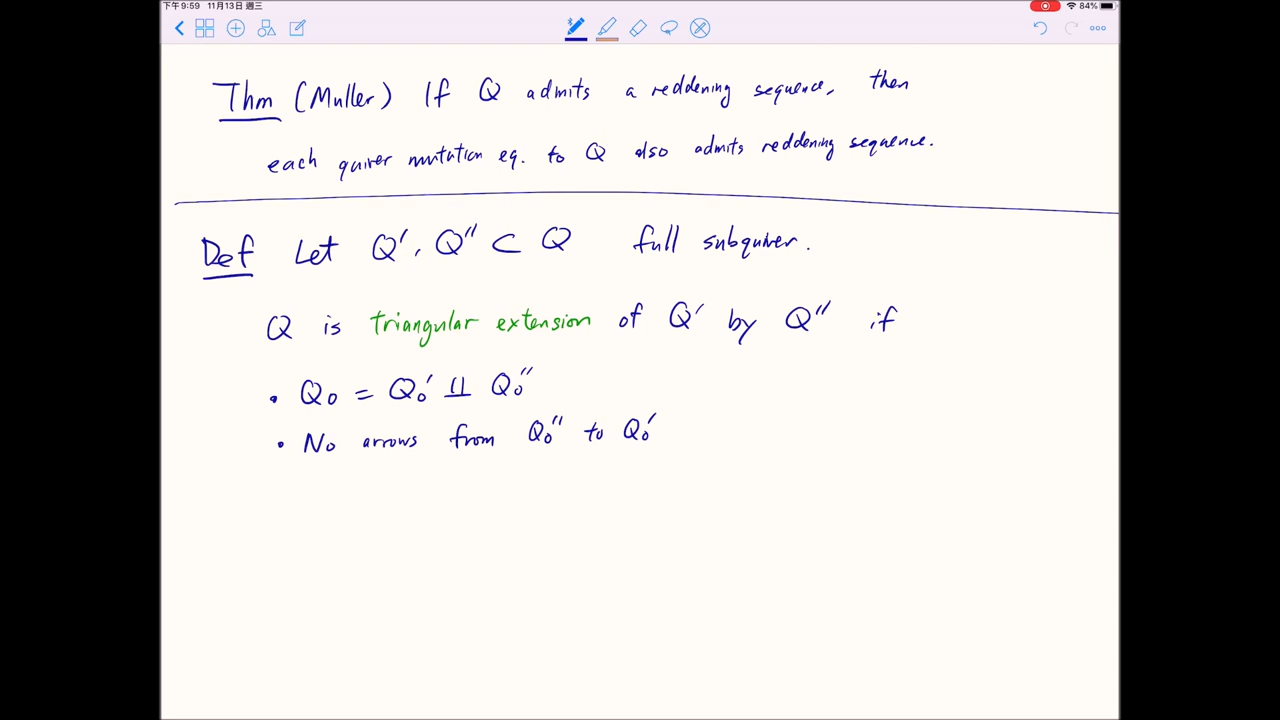 下午9:59 11月13日 週三 84%
Thm (Muller) If Q admits a reddening sequence, then
each quiver mutation eq. to Q also admits reddening sequence.
Def Let Q', Q'' ⊂ Q full subquiver.
Q is triangular extension of Q' by Q'' if
• Q₀ = Q₀' ⨿ Q₀''
• No arrows from Q₀'' to Q₀'